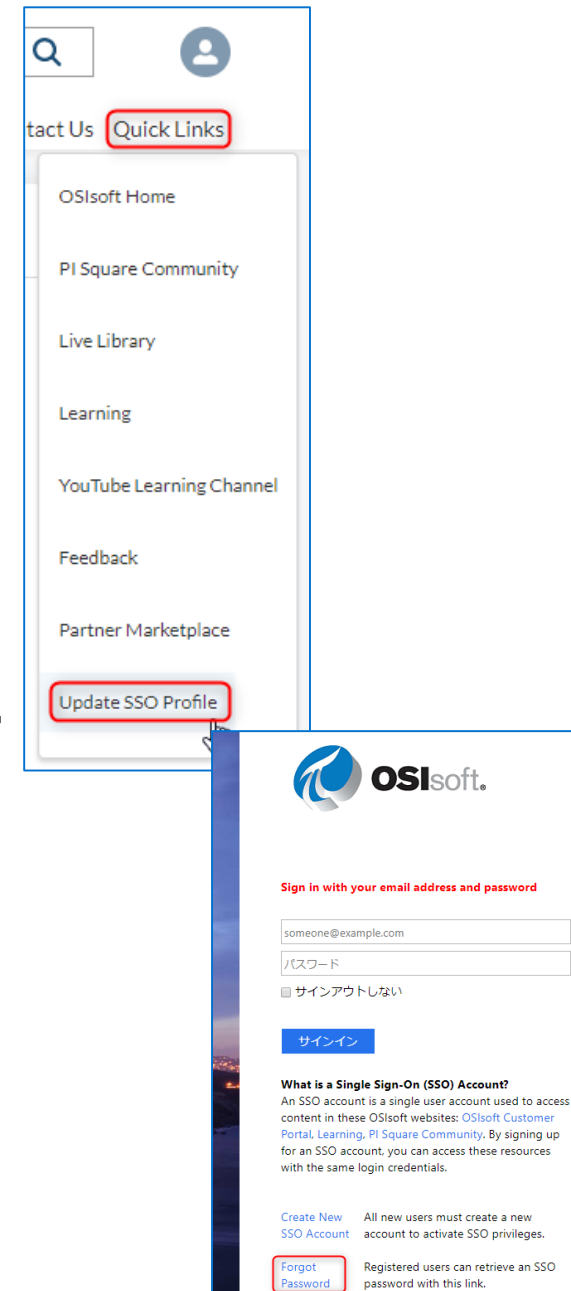 tact Us Quick Links
OSIsoft Home
PI Square Community
Live Library
Learning
YouTube Learning Channel
Feedback
Partner Marketplace
Update SSO Profile
OSIsoft.
Sign in with your email address and password
someone@example.com
パスワード
サインアウトしない
サインイン
What is a Single Sign-On (SSO) Account?
An SSO account is a single user account used to access
content in these OSIsoft websites: OSIsoft Customer
Portal, Learning, PI Square Community. By signing up
for an SSO account, you can access these resources
with the same login credentials.
Create New All new users must create a new
SSO Account account to activate SSO privileges.
Forgot Registered users can retrieve an SSO
Password password with this link.